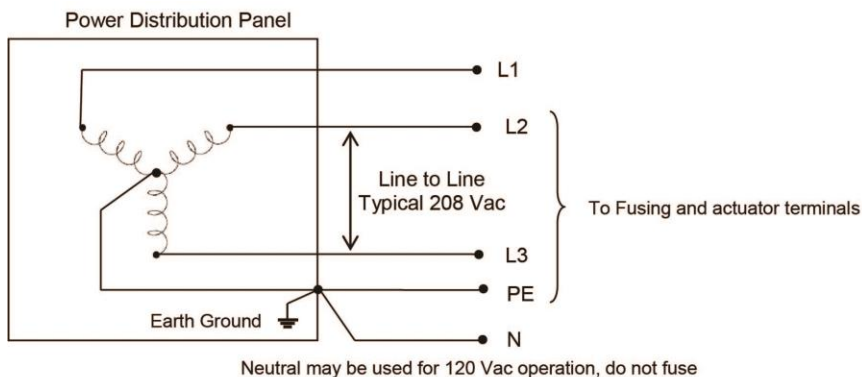 Power Distribution Panel
L1
L2
Line to Line
Typical 208 Vac
To Fusing and actuator terminals
L3
PE
Earth Ground
N
Neutral may be used for 120 Vac operation, do not fuse